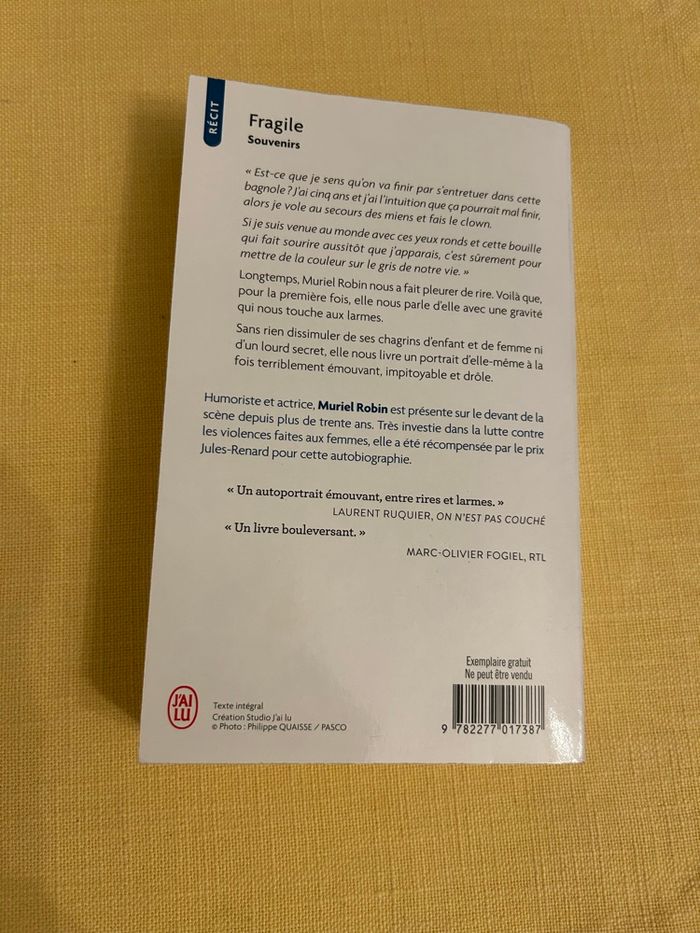 RÉCIT
Fragile
Souvenirs
« Est-ce que je sens qu'on va finir par s'entretuer dans cette
bagnole ? J'ai cinq ans et j'ai l'intuition que ça pourrait mal finir,
alors je vole au secours des miens et fais le clown.
Si je suis venue au monde avec ces yeux ronds et cette bouille
qui fait sourire aussitôt que j'apparais, c'est sûrement pour
mettre de la couleur sur le gris de notre vie. »
Longtemps, Muriel Robin nous a fait pleurer de rire. Voilà que,
pour la première fois, elle nous parle d'elle avec une gravité
qui nous touche aux larmes.
Sans rien dissimuler de ses chagrins d'enfant et de femme ni
d'un lourd secret, elle nous livre un portrait d'elle-même à la
fois terriblement émouvant, impitoyable et drôle.
Humoriste et actrice, Muriel Robin est présente sur le devant de la
scène depuis plus de trente ans. Très investie dans la lutte contre
les violences faites aux femmes, elle a été récompensée par le prix
Jules-Renard pour cette autobiographie.
« Un autoportrait émouvant, entre rires et larmes. »
LAURENT RUQUIER, ON N'EST PAS COUCHÉ
« Un livre bouleversant. »
MARC-OLIVIER FOGIEL, RTL
Exemplaire gratuit
Ne peut être vendu
9 782277 017387
J'AI
LU
Texte intégral
Création Studio J'ai lu
© Photo : Philippe QUAISSE / PASCO